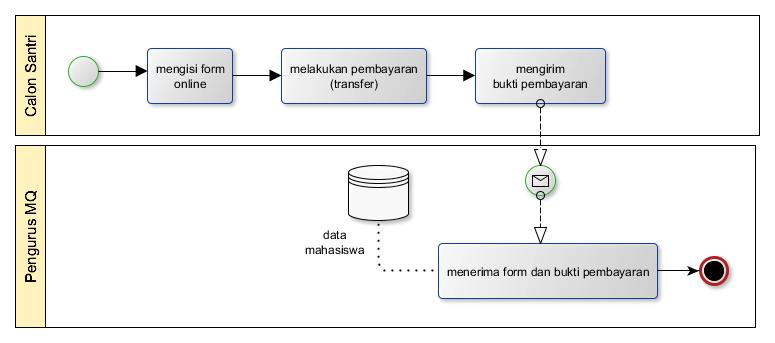 Calon Santri
mengisi form
online
melakukan pembayaran
(transfer)
mengirim
bukti pembayaran
Pengurus MQ
data
mahasiswa
menerima form dan bukti pembayaran